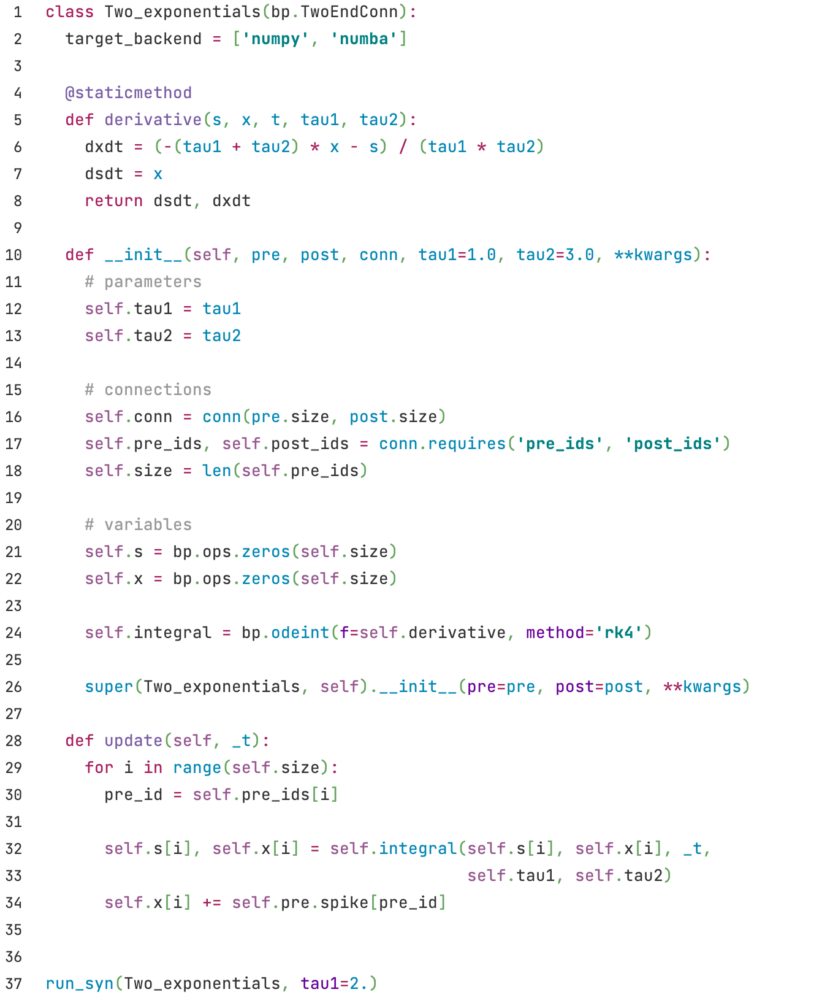 1 class Two_exponentials(bp.TwoEndConn):
2   target_backend = ['numpy', 'numba']
3
4   @staticmethod
5   def derivative(s, x, t, tau1, tau2):
6     dxdt = (-(tau1 + tau2) * x - s) / (tau1 * tau2)
7     dsdt = x
8     return dsdt, dxdt
9
10   def __init__(self, pre, post, conn, tau1=1.0, tau2=3.0, **kwargs):
11     # parameters
12     self.tau1 = tau1
13     self.tau2 = tau2
14
15     # connections
16     self.conn = conn(pre.size, post.size)
17     self.pre_ids, self.post_ids = conn.requires('pre_ids', 'post_ids')
18     self.size = len(self.pre_ids)
19
20     # variables
21     self.s = bp.ops.zeros(self.size)
22     self.x = bp.ops.zeros(self.size)
23
24     self.integral = bp.odeint(f=self.derivative, method='rk4')
25
26     super(Two_exponentials, self).__init__(pre=pre, post=post, **kwargs)
27
28   def update(self, _t):
29     for i in range(self.size):
30       pre_id = self.pre_ids[i]
31
32       self.s[i], self.x[i] = self.integral(self.s[i], self.x[i], _t,
33                                            self.tau1, self.tau2)
34       self.x[i] += self.pre.spike[pre_id]
35
36
37 run_syn(Two_exponentials, tau1=2.)